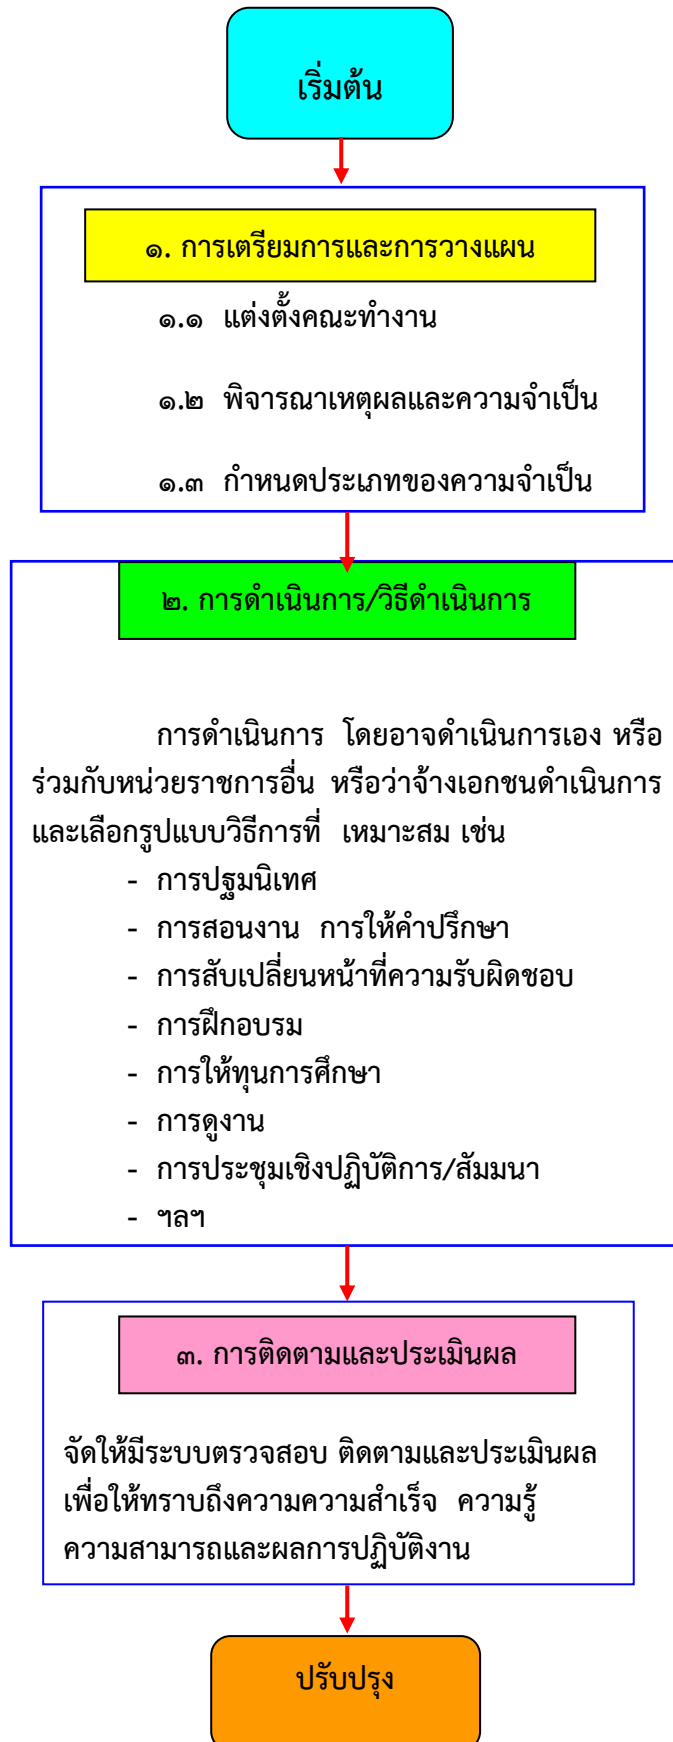 เริ่มต้น
๑. การเตรียมการและการวางแผน
๑.๑ แต่งตั้งคณะทำงาน
๑.๒ พิจารณาเหตุผลและความจำเป็น
๑.๓ กำหนดประเภทของความจำเป็น
๒. การดำเนินการ/วิธีดำเนินการ
การดำเนินการ โดยอาจดำเนินการเอง หรือ
ร่วมกับหน่วยราชการอื่น หรือว่าจ้างเอกชนดำเนินการ
และเลือกรูปแบบวิธีการที่ เหมาะสม เช่น
- การปฐมนิเทศ
- การสอนงาน การให้คำปรึกษา
- การสับเปลี่ยนหน้าที่ความรับผิดชอบ
- การฝึกอบรม
- การให้ทุนการศึกษา
- การดูงาน
- การประชุมเชิงปฏิบัติการ/สัมมนา
- ฯลฯ
๓. การติดตามและประเมินผล
จัดให้มีระบบตรวจสอบ ติดตามและประเมินผล
เพื่อให้ทราบถึงความความสำเร็จ ความรู้
ความสามารถและผลการปฏิบัติงาน
ปรับปรุง